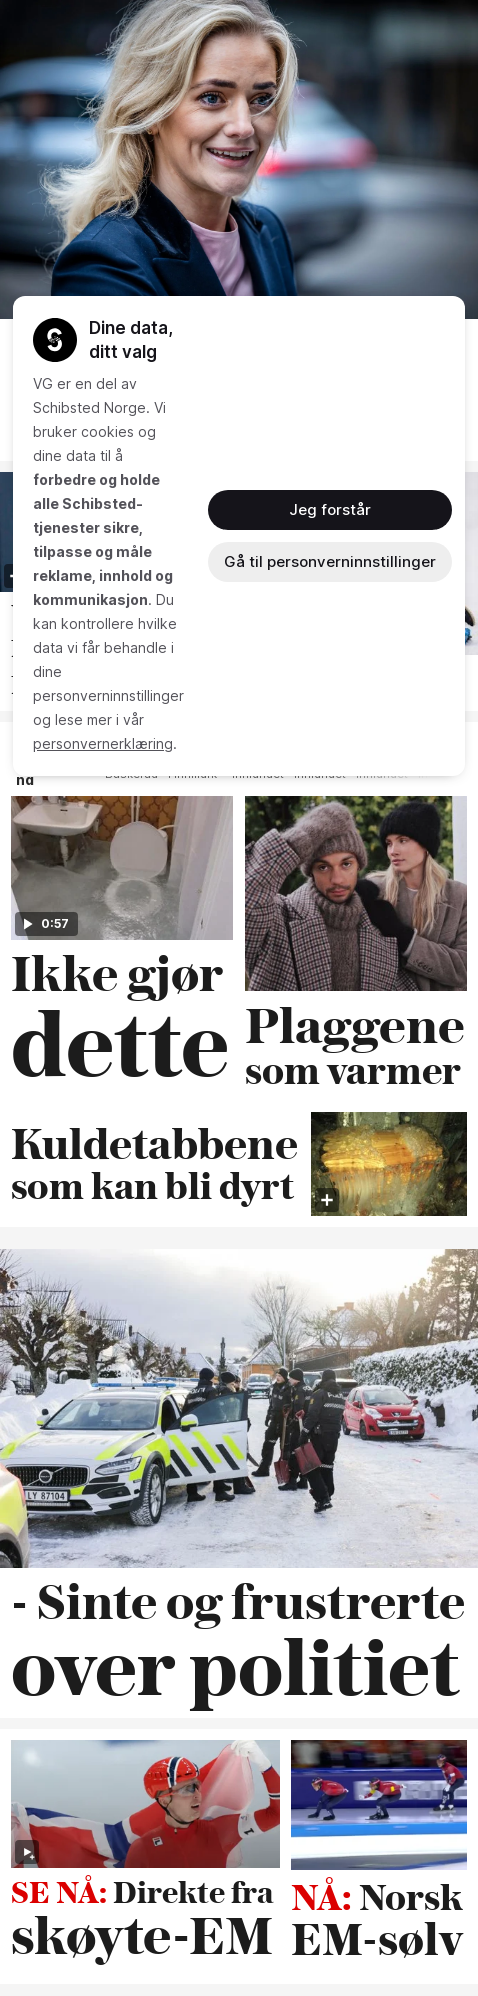 Dine data,
ditt valg
VG er en del av
Schibsted Norge. Vi
bruker cookies og
dine data til å
forbedre og holde
alle Schibsted-
tjenester sikre,
tilpasse og måle
reklame, innhold og
kommunikasjon. Du
kan kontrollere hvilke
data vi får behandle i
dine
personverninnstillinger
og lese mer i vår
personvernerklæring.
Jeg forstår
Gå til personverninnstillinger
nd
0:57
Ikke gjør
dette
Plaggene
som varmer
Kuldetabbene
som kan bli dyrt
LY 87104
- Sinte og frustrerte
over politiet
SE NÅ: Direkte fra
skøyte-EM
NÅ: Norsk
EM-sølv